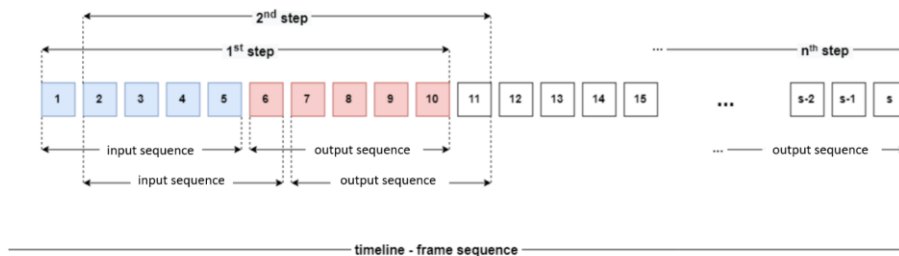 2nd step
1st step
... nth step
1 2 3 4 5 6 7 8 9 10 11 12 13 14 15 ... s-2 s-1 s
input sequence output sequence ... output sequence
input sequence output sequence
timeline - frame sequence